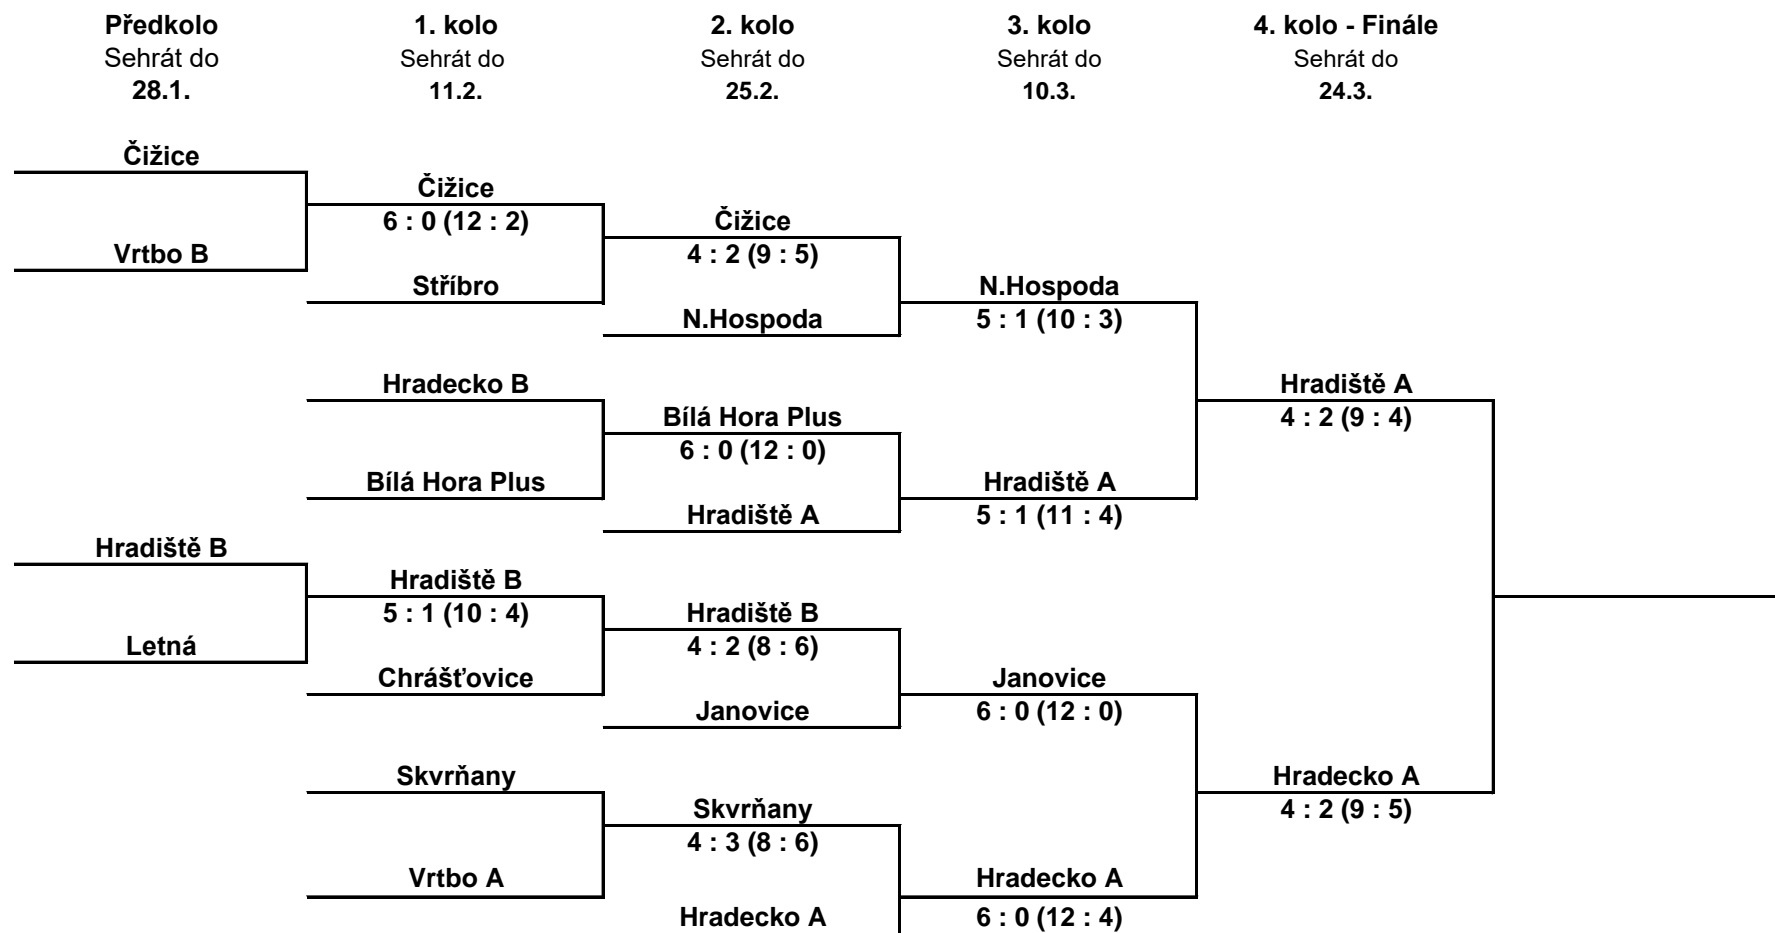 Předkolo 1. kolo 2. kolo 3. kolo 4. kolo - Finále
Sehrát do Sehrát do Sehrát do Sehrát do Sehrát do
28.1. 11.2. 25.2. 10.3. 24.3.
Čižice
Čižice
6 : 0 (12 : 2) Čižice
Vrtbo B 4 : 2 (9 : 5)
Stříbro N.Hospoda
N.Hospoda 5 : 1 (10 : 3)
Hradecko B Hradiště A
Bílá Hora Plus 4 : 2 (9 : 4)
6 : 0 (12 : 0)
Bílá Hora Plus Hradiště A
Hradiště A 5 : 1 (11 : 4)
Hradiště B
Hradiště B
5 : 1 (10 : 4) Hradiště B
Letná 4 : 2 (8 : 6)
Chrášťovice Janovice
Janovice 6 : 0 (12 : 0)
Skvrňany Hradecko A
Skvrňany 4 : 2 (9 : 5)
4 : 3 (8 : 6)
Vrtbo A Hradecko A
Hradecko A 6 : 0 (12 : 4)